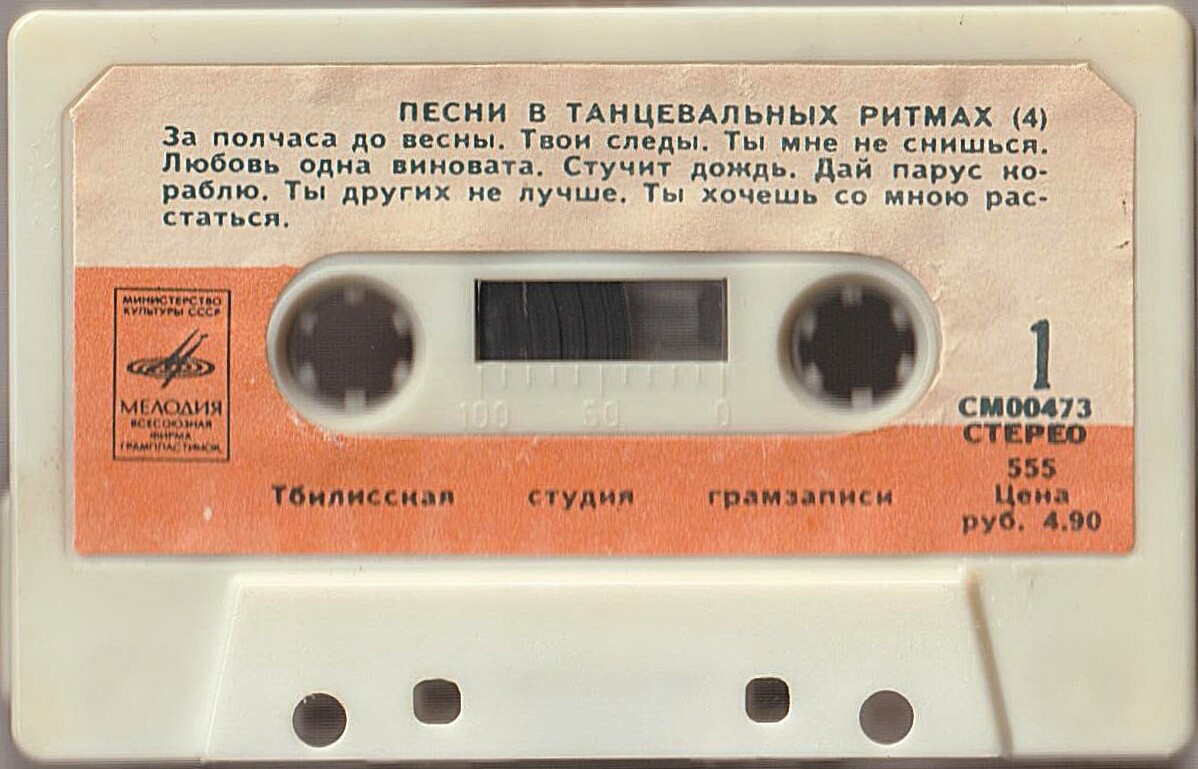 ПЕСНИ В ТАНЦЕВАЛЬНЫХ РИТМАХ (4)
За полчаса до весны. Твои следы. Ты мне не снишься.
Любовь одна виновата. Стучит дождь. Дай парус ко-
раблю. Ты других не лучше. Ты хочешь со мною рас-
статься.
МИНИСТЕРСТВО
КУЛЬТУРЫ СССР
МЕЛОДИЯ
ВСЕСОЮЗНАЯ
ФИРМА
ГРАМПЛАСТИНОК
100 50 0
1
СМ00473
СТЕРЕО
555
Цена
руб. 4.90
Тбилисская студия грамзаписи